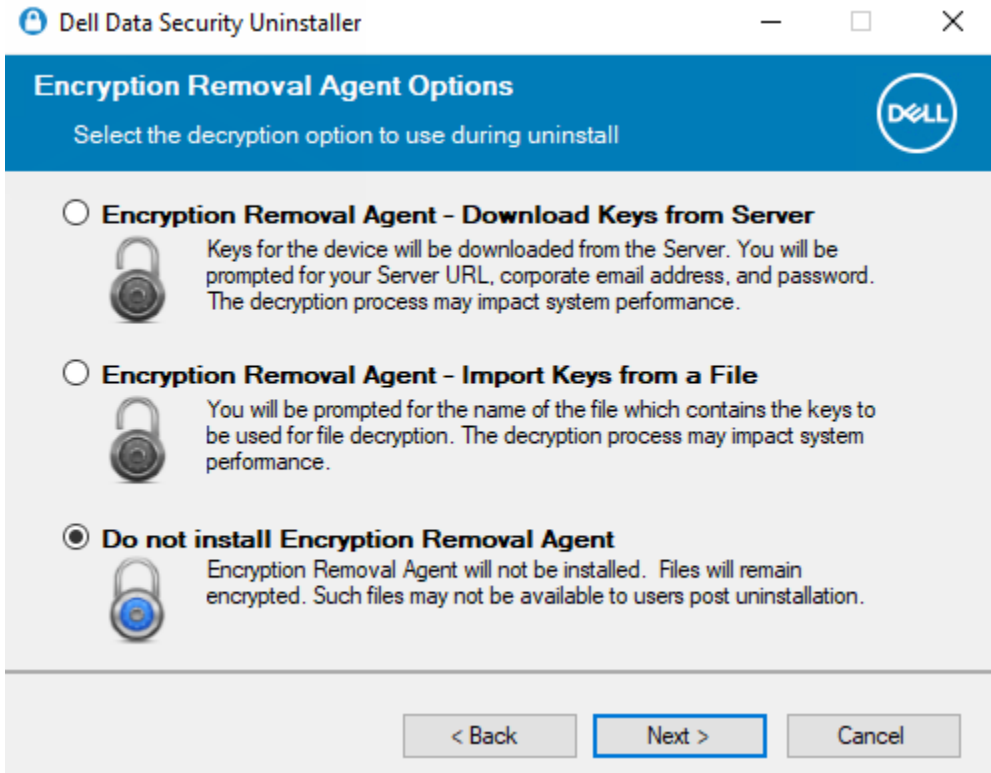 Dell Data Security Uninstaller
Encryption Removal Agent Options
Select the decryption option to use during uninstall
DELL
Encryption Removal Agent - Download Keys from Server
Keys for the device will be downloaded from the Server. You will be
prompted for your Server URL, corporate email address, and password.
The decryption process may impact system performance.
Encryption Removal Agent - Import Keys from a File
You will be prompted for the name of the file which contains the keys to
be used for file decryption. The decryption process may impact system
performance.
Do not install Encryption Removal Agent
Encryption Removal Agent will not be installed.  Files will remain
encrypted. Such files may not be available to users post uninstallation.
< Back
Next >
Cancel